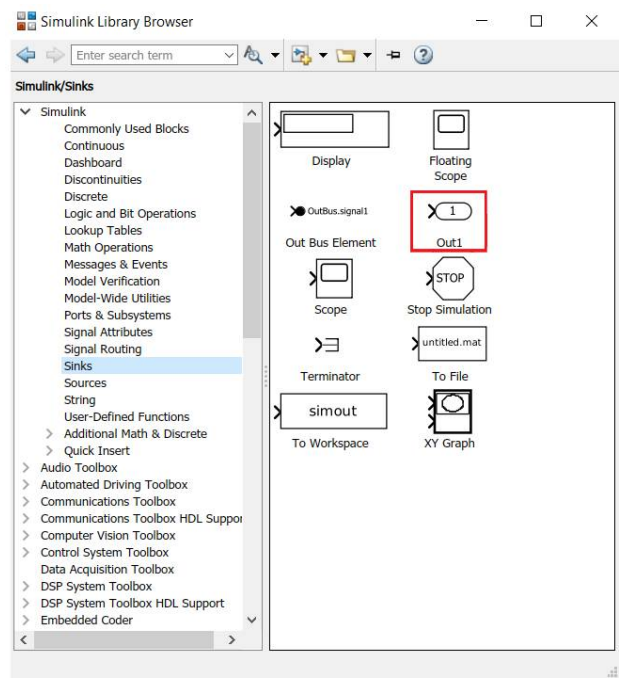 Simulink Library Browser
Enter search term
Simulink/Sinks
Simulink
Commonly Used Blocks
Continuous
Dashboard
Discontinuities
Discrete
Logic and Bit Operations
Lookup Tables
Math Operations
Messages & Events
Model Verification
Model-Wide Utilities
Ports & Subsystems
Signal Attributes
Signal Routing
Sinks
Sources
String
User-Defined Functions
Additional Math & Discrete
Quick Insert
Audio Toolbox
Automated Driving Toolbox
Communications Toolbox
Communications Toolbox HDL Suppor
Computer Vision Toolbox
Control System Toolbox
Data Acquisition Toolbox
DSP System Toolbox
DSP System Toolbox HDL Support
Embedded Coder
Display
Floating
Scope
OutBus.signal1
Out Bus Element
1
Out1
Scope
STOP
Stop Simulation
Terminator
untitled.mat
To File
simout
To Workspace
XY Graph